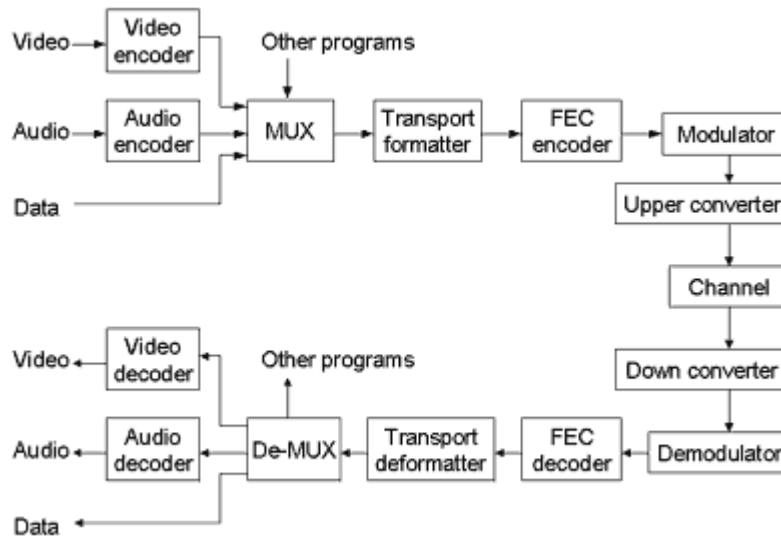 Video
Video
encoder
Other programs
Audio
Audio
encoder
MUX
Transport
formatter
FEC
encoder
Modulator
Data
Upper converter
Channel
Video
Video
decoder
Other programs
Down converter
Audio
Audio
decoder
De-MUX
Transport
deformatter
FEC
decoder
Demodulator
Data